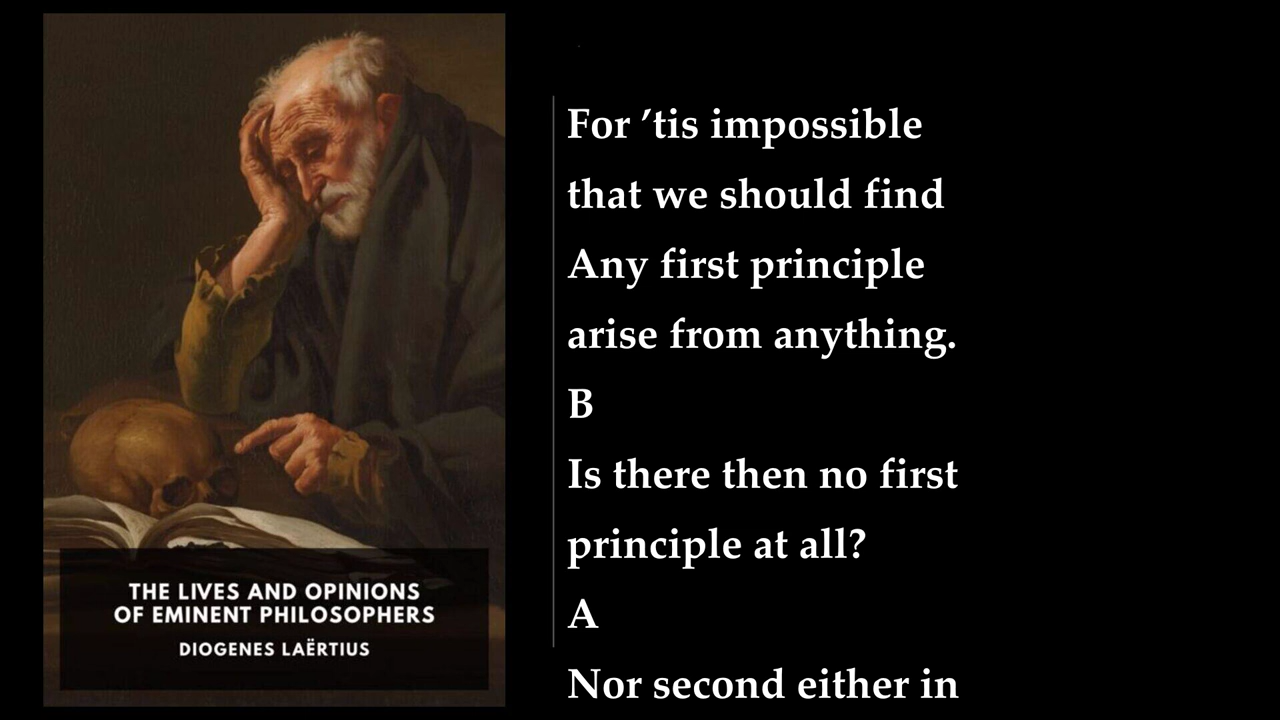 THE LIVES AND OPINIONS
OF EMINENT PHILOSOPHERS
DIOGENES LAËRTIUS
For ’tis impossible
that we should find
Any first principle
arise from anything.
B
Is there then no first
principle at all?
A
Nor second either in